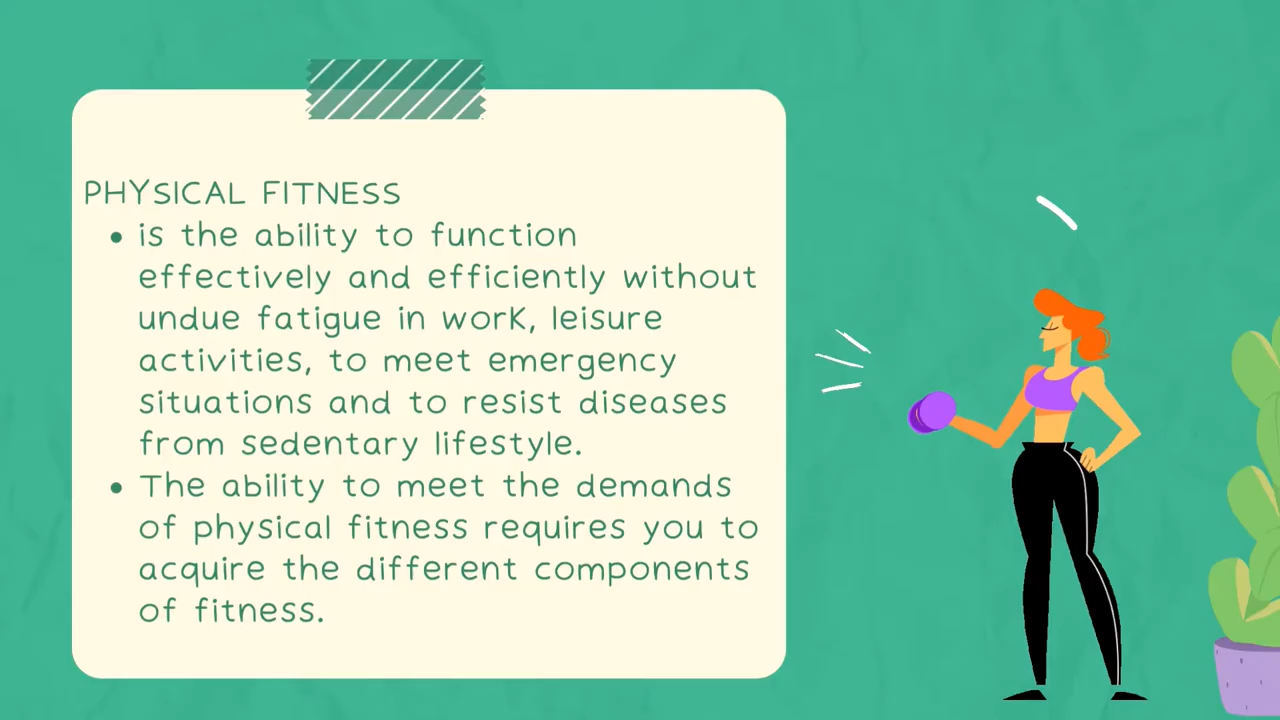 PHYSICAL FITNESS
• is the ability to function
effectively and efficiently without
undue fatigue in work, leisure
activities, to meet emergency
situations and to resist diseases
from sedentary lifestyle.
• The ability to meet the demands
of physical fitness requires you to
acquire the different components
of fitness.